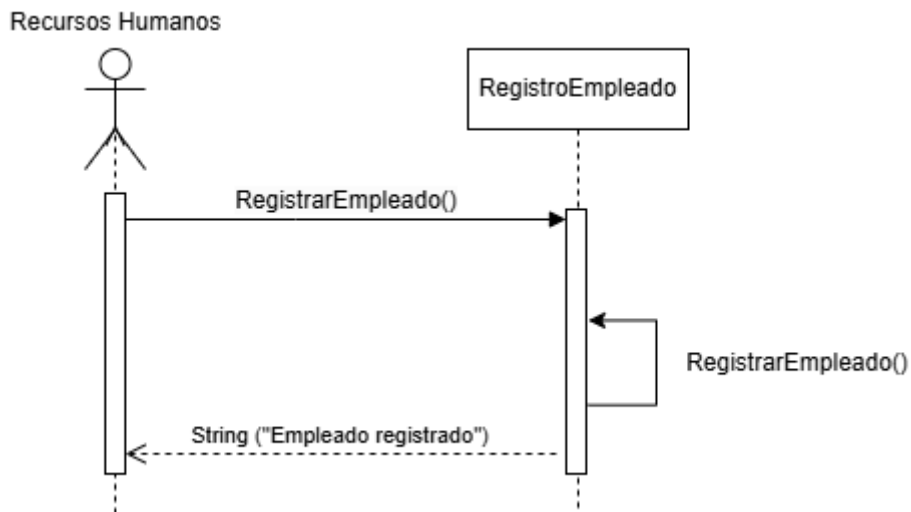 Recursos Humanos
RegistroEmpleado
RegistrarEmpleado()
RegistrarEmpleado()
String ("Empleado registrado")